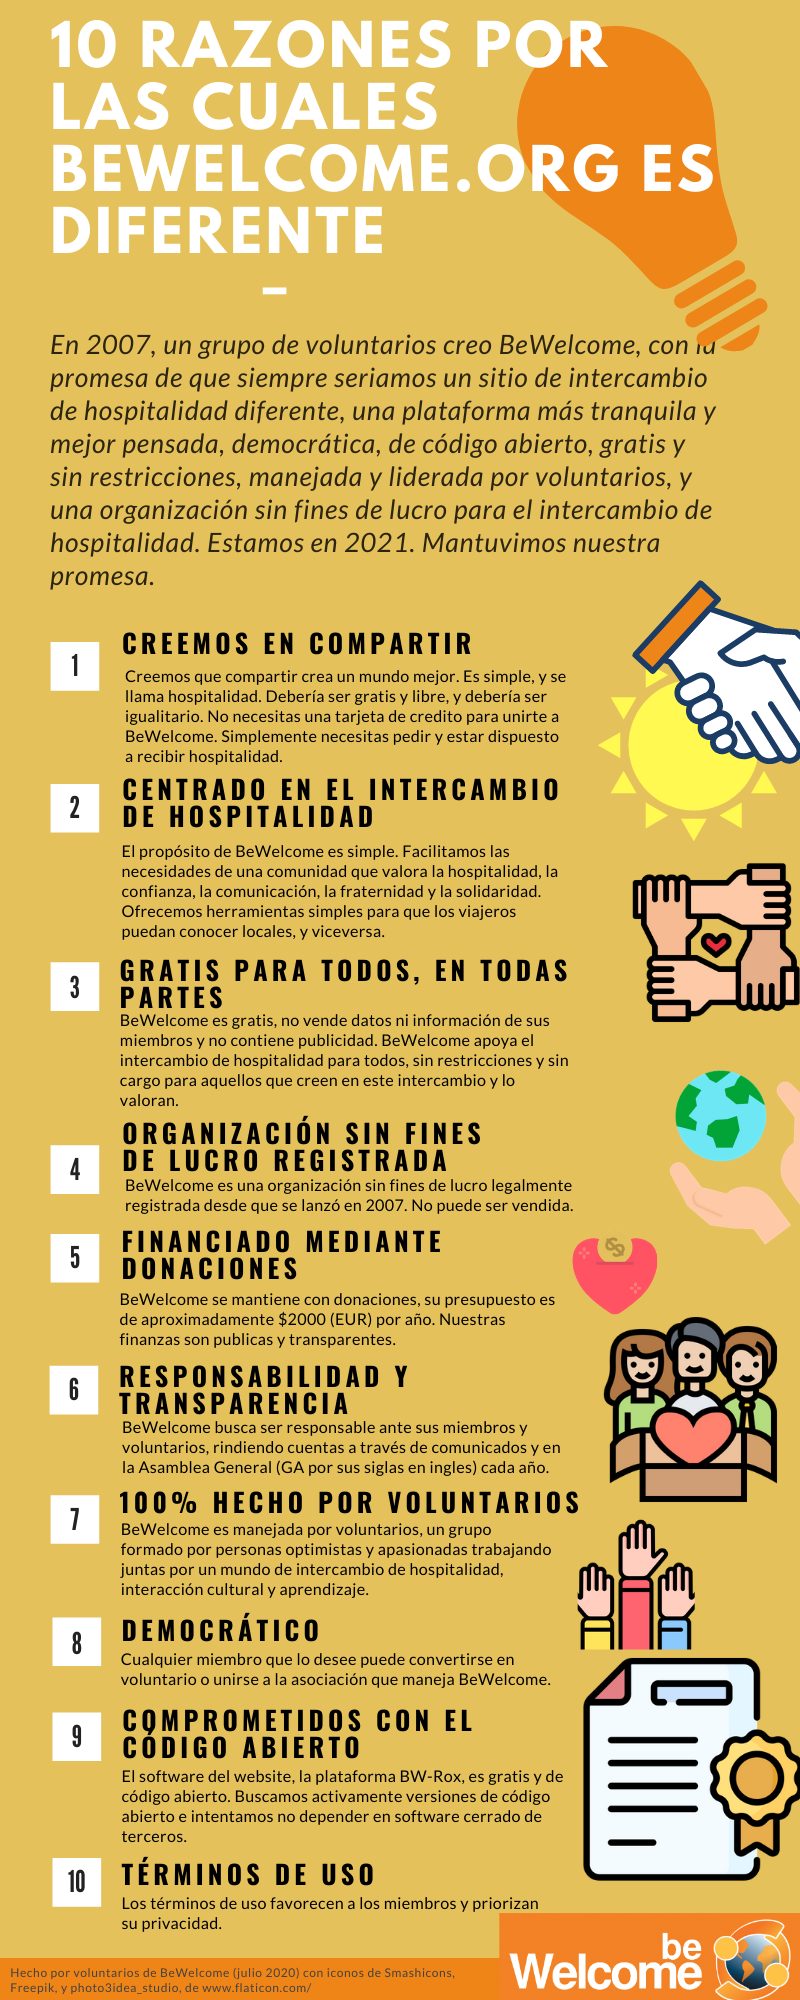 10 RAZONES POR
LAS CUALES
BEWELCOME.ORG ES
DIFERENTE
–
En 2007, un grupo de voluntarios creo BeWelcome, con la
promesa de que siempre seriamos un sitio de intercambio
de hospitalidad diferente, una plataforma más tranquila y
mejor pensada, democrática, de código abierto, gratis y
sin restricciones, manejada y liderada por voluntarios, y
una organización sin fines de lucro para el intercambio de
hospitalidad. Estamos en 2021. Mantuvimos nuestra
promesa.
1
CREEMOS EN COMPARTIR
Creemos que compartir crea un mundo mejor. Es simple, y se
llama hospitalidad. Debería ser gratis y libre, y debería ser
igualitario. No necesitas una tarjeta de credito para unirte a
BeWelcome. Simplemente necesitas pedir y estar dispuesto
a recibir hospitalidad.
2
CENTRADO EN EL INTERCAMBIO
DE HOSPITALIDAD
El propósito de BeWelcome es simple. Facilitamos las
necesidades de una comunidad que valora la hospitalidad, la
confianza, la comunicación, la fraternidad y la solidaridad.
Ofrecemos herramientas simples para que los viajeros
puedan conocer locales, y viceversa.
3
GRATIS PARA TODOS, EN TODAS
PARTES
BeWelcome es gratis, no vende datos ni información de sus
miembros y no contiene publicidad. BeWelcome apoya el
intercambio de hospitalidad para todos, sin restricciones y sin
cargo para aquellos que creen en este intercambio y lo
valoran.
4
ORGANIZACIÓN SIN FINES
DE LUCRO REGISTRADA
BeWelcome es una organización sin fines de lucro legalmente
registrada desde que se lanzó en 2007. No puede ser vendida.
5
FINANCIADO MEDIANTE
DONACIONES
BeWelcome se mantiene con donaciones, su presupuesto es
de aproximadamente $2000 (EUR) por año. Nuestras
finanzas son publicas y transparentes.
$
6
RESPONSABILIDAD Y
TRANSPARENCIA
BeWelcome busca ser responsable ante sus miembros y
voluntarios, rindiendo cuentas a través de comunicados y en
la Asamblea General (GA por sus siglas en ingles) cada año.
7
100% HECHO POR VOLUNTARIOS
BeWelcome es manejada por voluntarios, un grupo
formado por personas optimistas y apasionadas trabajando
juntas por un mundo de intercambio de hospitalidad,
interacción cultural y aprendizaje.
8
DEMOCRÁTICO
Cualquier miembro que lo desee puede convertirse en
voluntario o unirse a la asociación que maneja BeWelcome.
9
COMPROMETIDOS CON EL
CÓDIGO ABIERTO
El software del website, la plataforma BW-Rox, es gratis y de
código abierto. Buscamos activamente versiones de código
abierto e intentamos no depender en software cerrado de
terceros.
10
TÉRMINOS DE USO
Los términos de uso favorecen a los miembros y priorizan
su privacidad.
Hecho por voluntarios de BeWelcome (julio 2020) con iconos de Smashicons,
Freepik, y photo3idea_studio, de www.flaticon.com/
be
Welcome